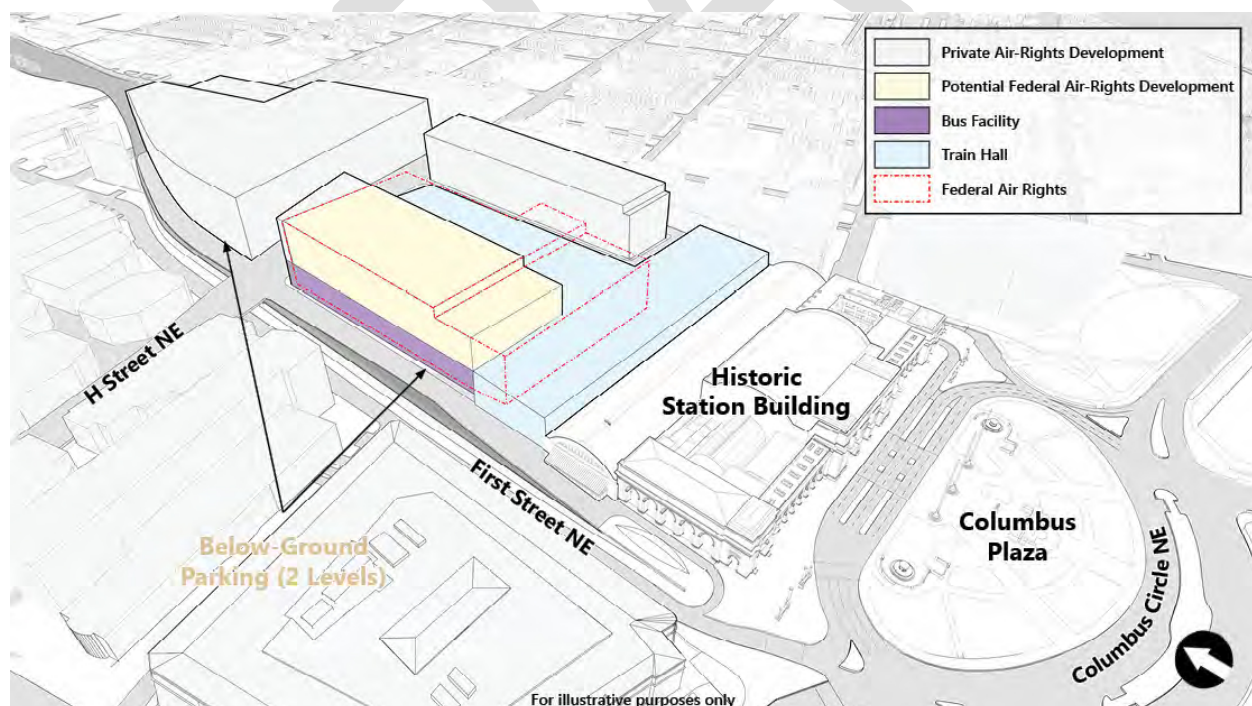 Private Air-Rights Development
Potential Federal Air-Rights Development
Bus Facility
Train Hall
Federal Air Rights
H Street NE
Historic
Station Building
First Street NE
Columbus
Plaza
Below-Ground
Parking (2 Levels)
Columbus Circle NE
For illustrative purposes only